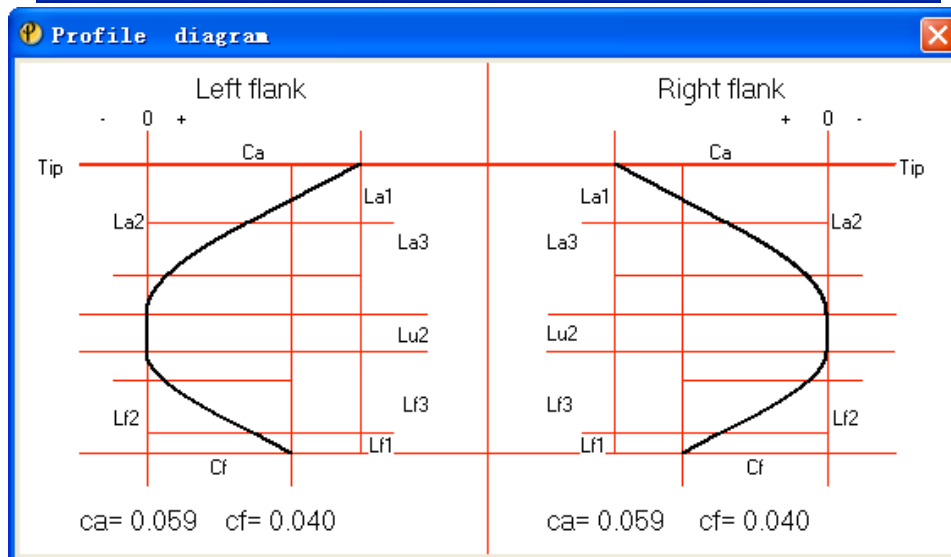 Profile diagram
Left flank Right flank
- 0 + + 0 -
Tip Ca Ca Tip
La1 La1
La2 La2
La3 La3
Lu2 Lu2
Lf3 Lf3
Lf2 Lf2
Lf1 Lf1
Cf Cf
ca= 0.059 cf= 0.040 ca= 0.059 cf= 0.040